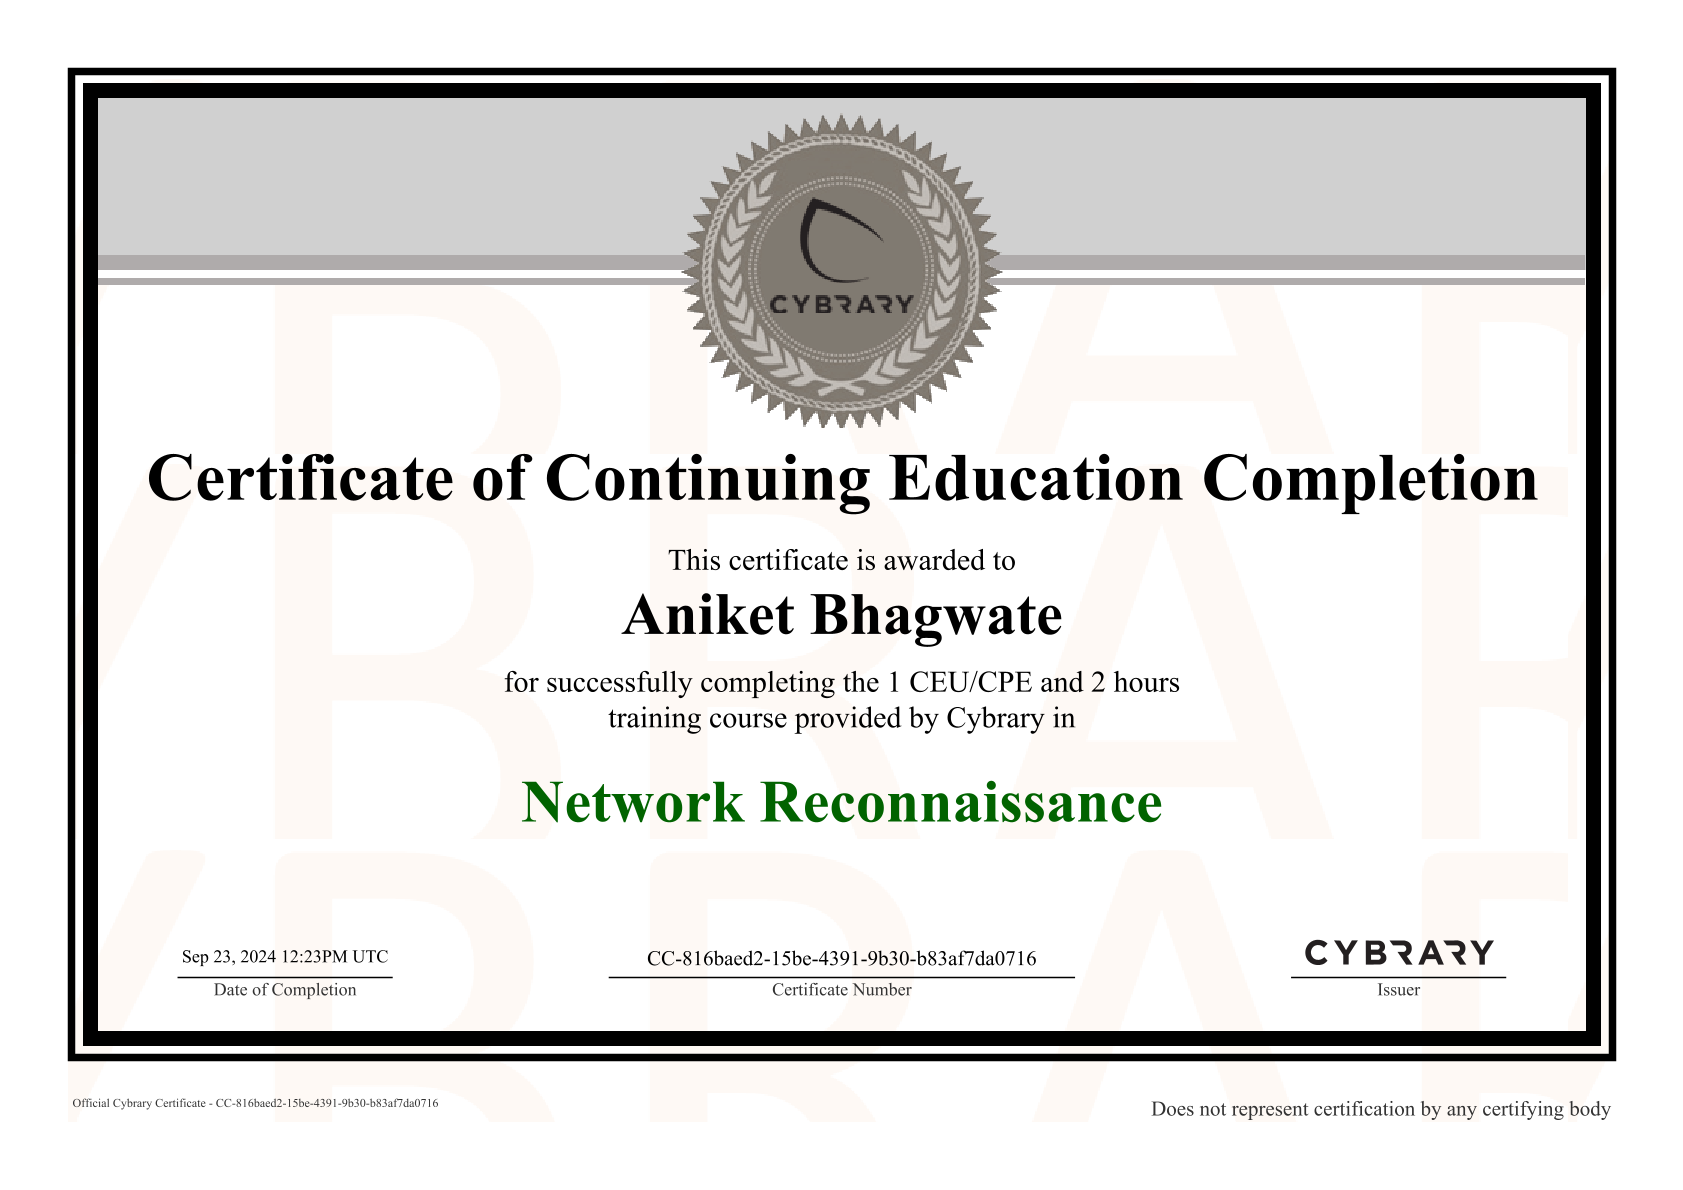 CYBRARY
Certificate of Continuing Education Completion
This certificate is awarded to
Aniket Bhagwate
for successfully completing the 1 CEU/CPE and 2 hours
training course provided by Cybrary in
Network Reconnaissance
Sep 23, 2024 12:23PM UTC
Date of Completion
CC-816baed2-15be-4391-9b30-b83af7da0716
Certificate Number
CYBRARY
Issuer
Official Cybrary Certificate - CC-816baed2-15be-4391-9b30-b83af7da0716
Does not represent certification by any certifying body